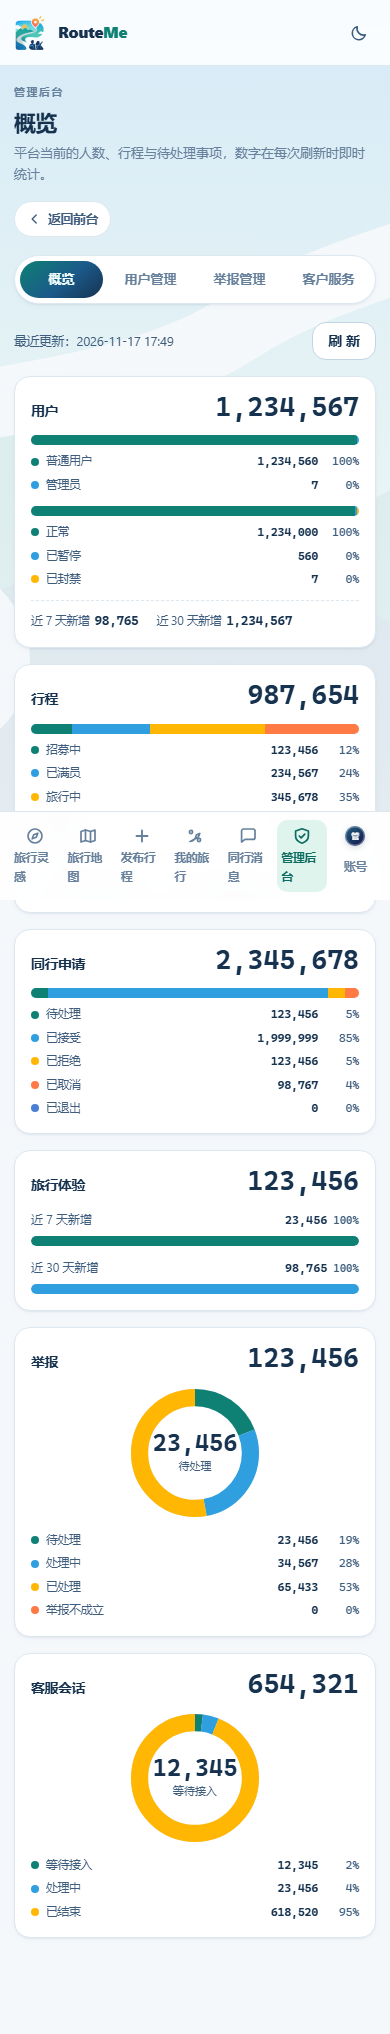 RouteMe
管理后台
概览
平台当前的人数、行程与待处理事项，数字在每次刷新时即时
统计。
返回前台
概览 用户管理 举报管理 客户服务
最近更新：2026-11-17 17:49
刷 新
用户 1,234,567
普通用户 1,234,560 100%
管理员 7 0%
正常 1,234,000 100%
已暂停 560 0%
已封禁 7 0%
近 7 天新增 98,765 近 30 天新增 1,234,567
行程 987,654
招募中 123,456 12%
已满员 234,567 24%
旅行中 345,678 35%
旅行灵感 旅行地图 发布行程 我的旅行 同行消息 管理后台 管 账号
同行申请 2,345,678
待处理 123,456 5%
已接受 1,999,999 85%
已拒绝 123,456 5%
已取消 98,767 4%
已退出 0 0%
旅行体验 123,456
近 7 天新增 23,456 100%
近 30 天新增 98,765 100%
举报 123,456
23,456
待处理
待处理 23,456 19%
处理中 34,567 28%
已处理 65,433 53%
举报不成立 0 0%
客服会话 654,321
12,345
等待接入
等待接入 12,345 2%
处理中 23,456 4%
已结束 618,520 95%